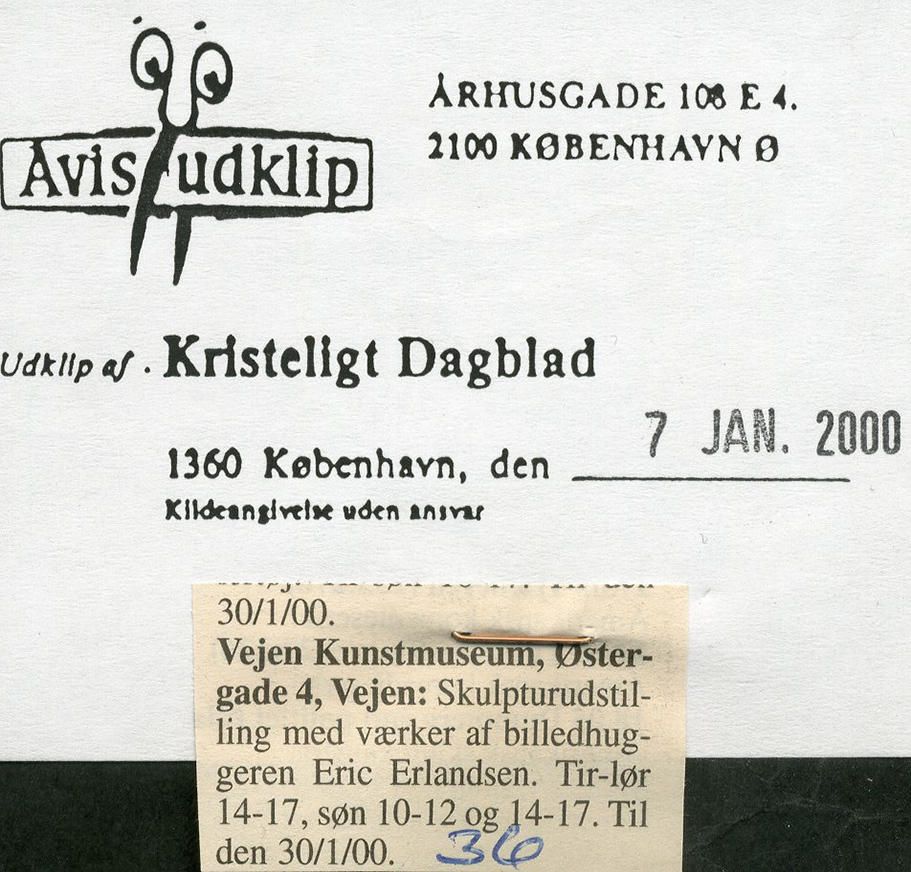 Avis udklip
ÅRHUSGADE 108 E 4.
2100 KØBENHAVN Ø
Udklip af . Kristeligt Dagblad
7 JAN. 2000
1360 København, den
Kildeangivelse uden ansvar
30/1/00.
Vejen Kunstmuseum, Øster-
gade 4, Vejen: Skulpturudstil-
ling med værker af billedhug-
geren Eric Erlandsen. Tir-lør
14-17, søn 10-12 og 14-17. Til
den 30/1/00. 36